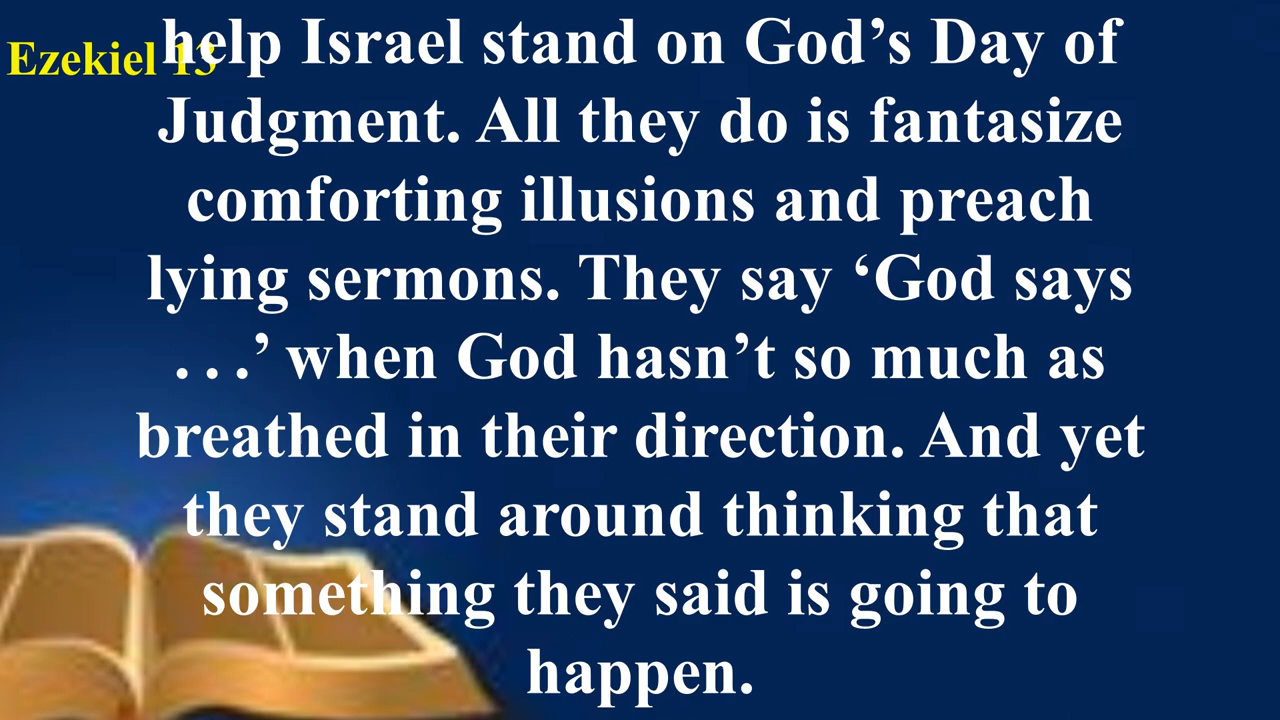 Ezekiel 13
help Israel stand on God’s Day of
Judgment. All they do is fantasize
comforting illusions and preach
lying sermons. They say ‘God says
. . .’ when God hasn’t so much as
breathed in their direction. And yet
they stand around thinking that
something they said is going to
happen.